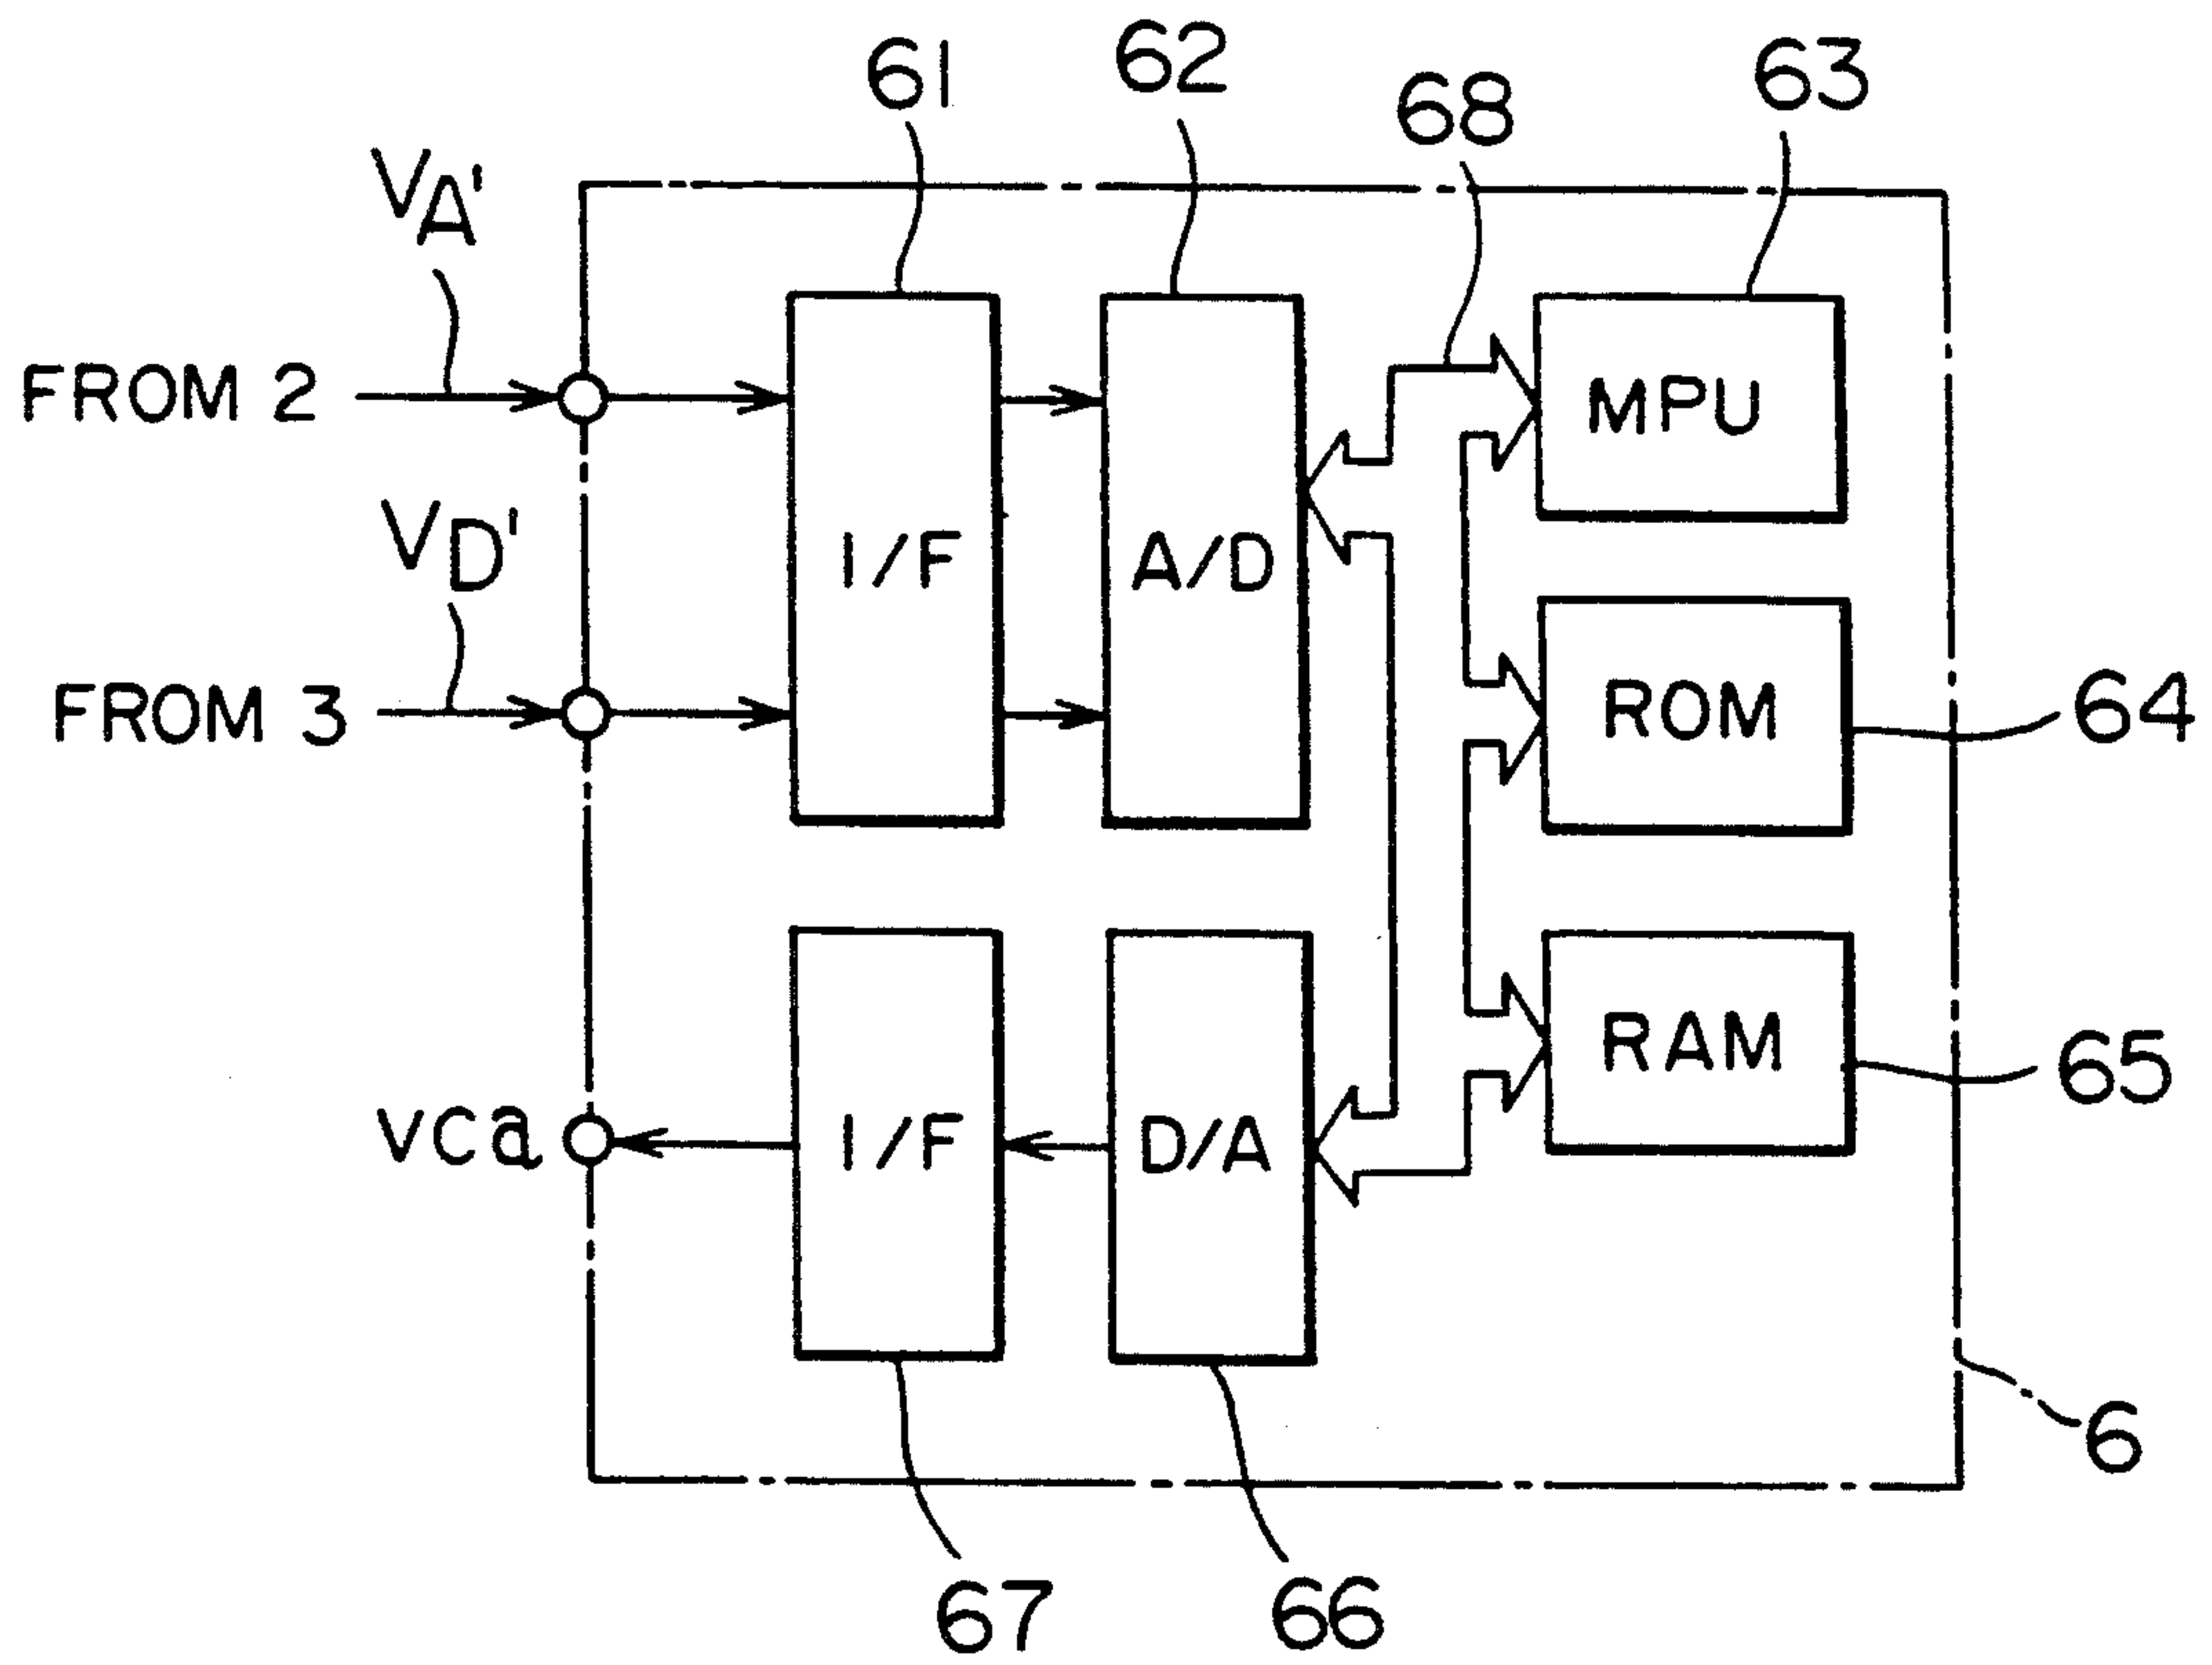 61
62
68
63
VA'
FROM 2
MPU
VD'
I/F
A/D
FROM 3
ROM
64
RAM
65
vca
I/F
D/A
6
67
66